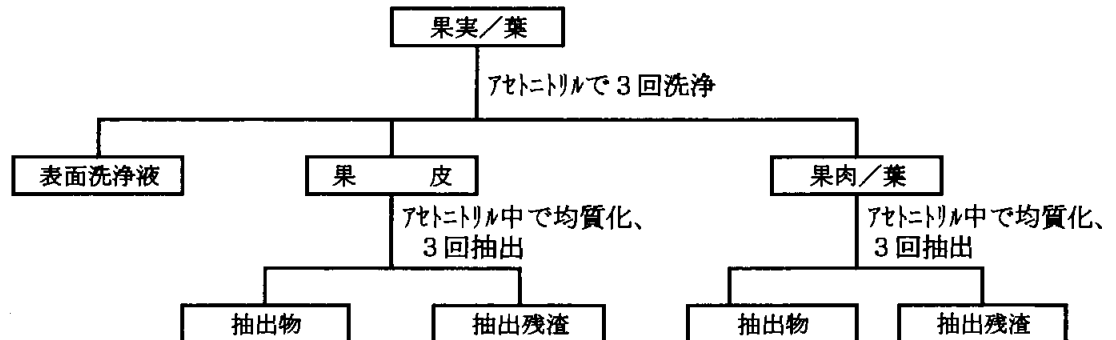 果実／葉
ｱｾﾄﾆﾄﾘﾙで３回洗浄
表面洗浄液
果　皮
果肉／葉
ｱｾﾄﾆﾄﾘﾙ中で均質化、
３回抽出
ｱｾﾄﾆﾄﾘﾙ中で均質化、
３回抽出
抽出物
抽出残渣
抽出物
抽出残渣